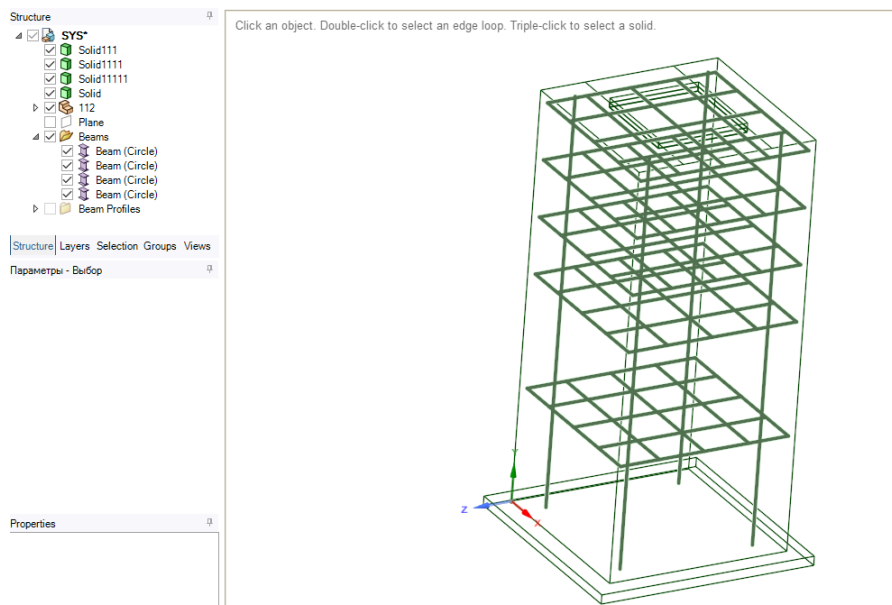 Structure
Click an object. Double-click to select an edge loop. Triple-click to select a solid.
SYS*
Solid111
Solid1111
Solid11111
Solid
112
Plane
Beams
Beam (Circle)
Beam (Circle)
Beam (Circle)
Beam (Circle)
Beam Profiles
Structure Layers Selection Groups Views
Параметры - Выбор
Properties
Y
Z
X